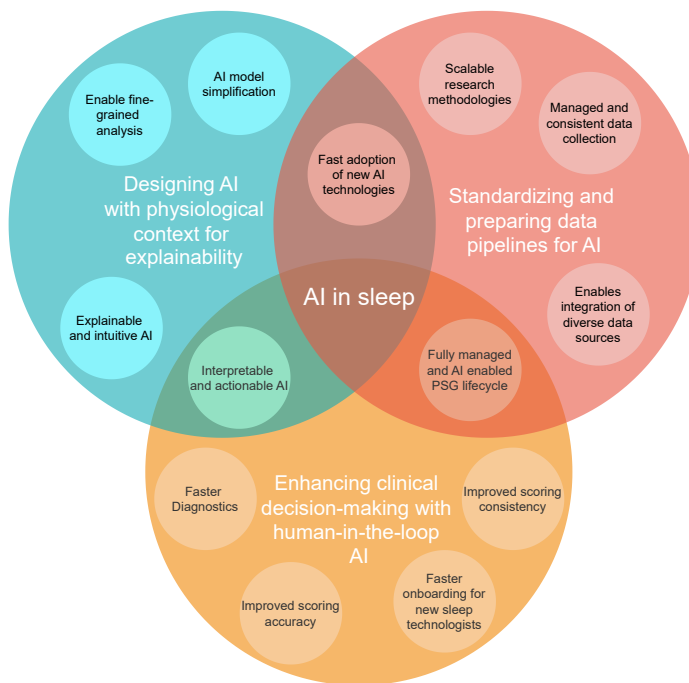 AI model
simplification
Scalable
research
methodologies
Enable fine-
grained
analysis
Managed and
consistent data
collection
Fast adoption
of new AI
technologies
Designing AI
with physiological
context for
explainability
Standardizing and
preparing data
pipelines for AI
AI in sleep
Explainable
and intuitive AI
Enables
integration of
diverse data
sources
Interpretable
and actionable AI
Fully managed
and AI enabled
PSG lifecycle
Faster
Diagnostics
Enhancing clinical
decision-making with
human-in-the-loop
AI
Improved scoring
consistency
Improved scoring
accuracy
Faster
onboarding for
new sleep
technologists